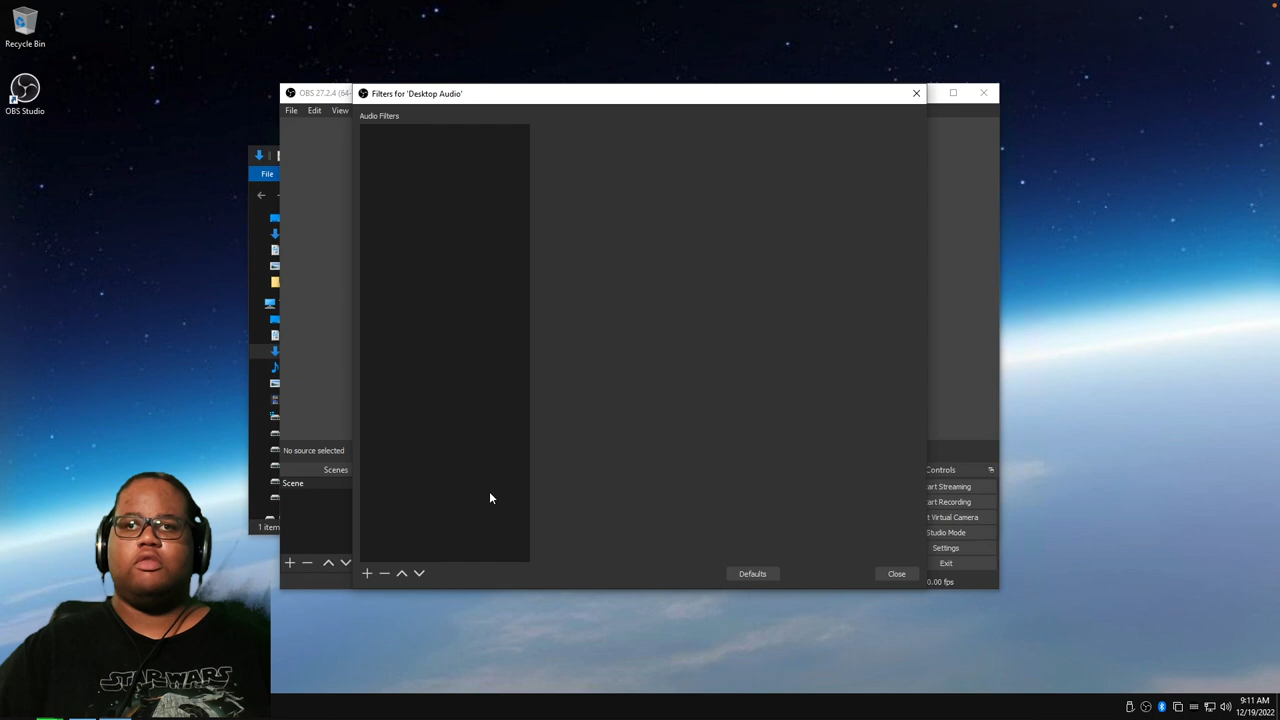 Recycle Bin
OBS Studio
OBS 27.2.4 (64-
Filters for 'Desktop Audio'
File Edit View
Audio Filters
File
No source selected
Scenes
Scene
1 item
Controls
art Streaming
art Recording
t Virtual Camera
Studio Mode
Settings
Exit
0.00 fps
Defaults
Close
STAR WARS
9:11 AM
12/19/2022